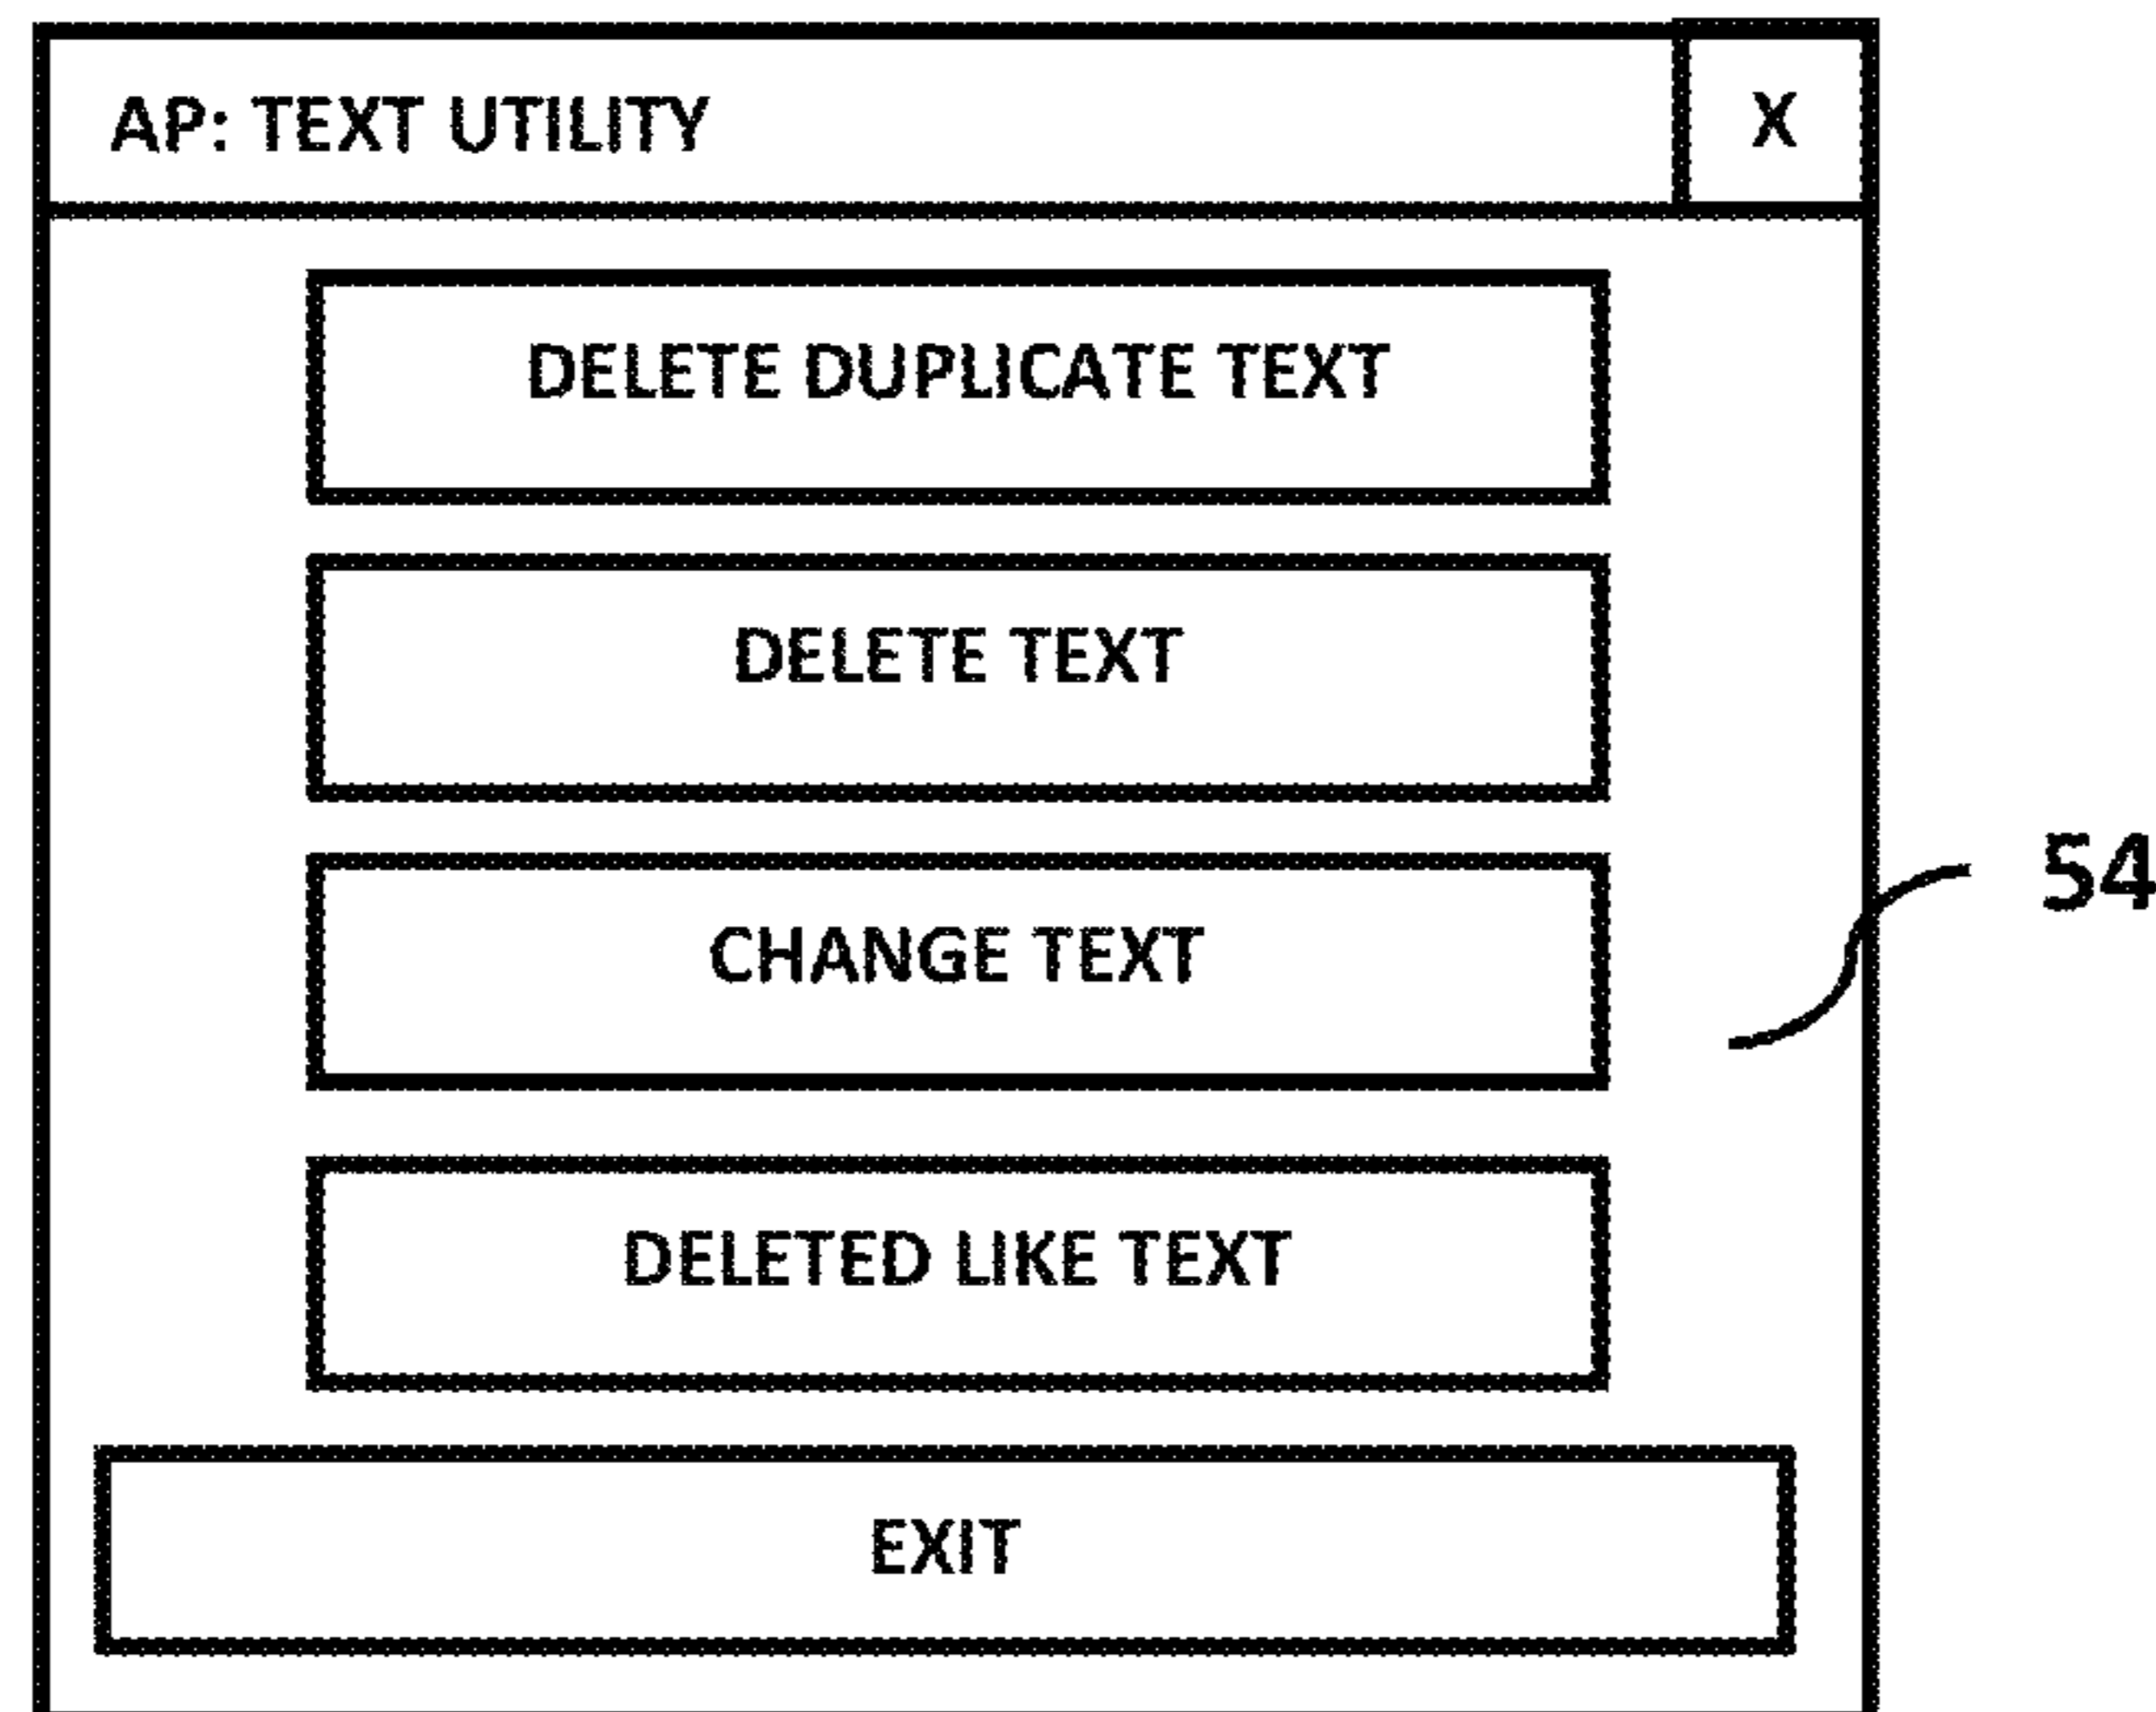 AP: TEXT UTILITY X
DELETE DUPLICATE TEXT
DELETE TEXT
CHANGE TEXT
54
DELETED LIKE TEXT
EXIT